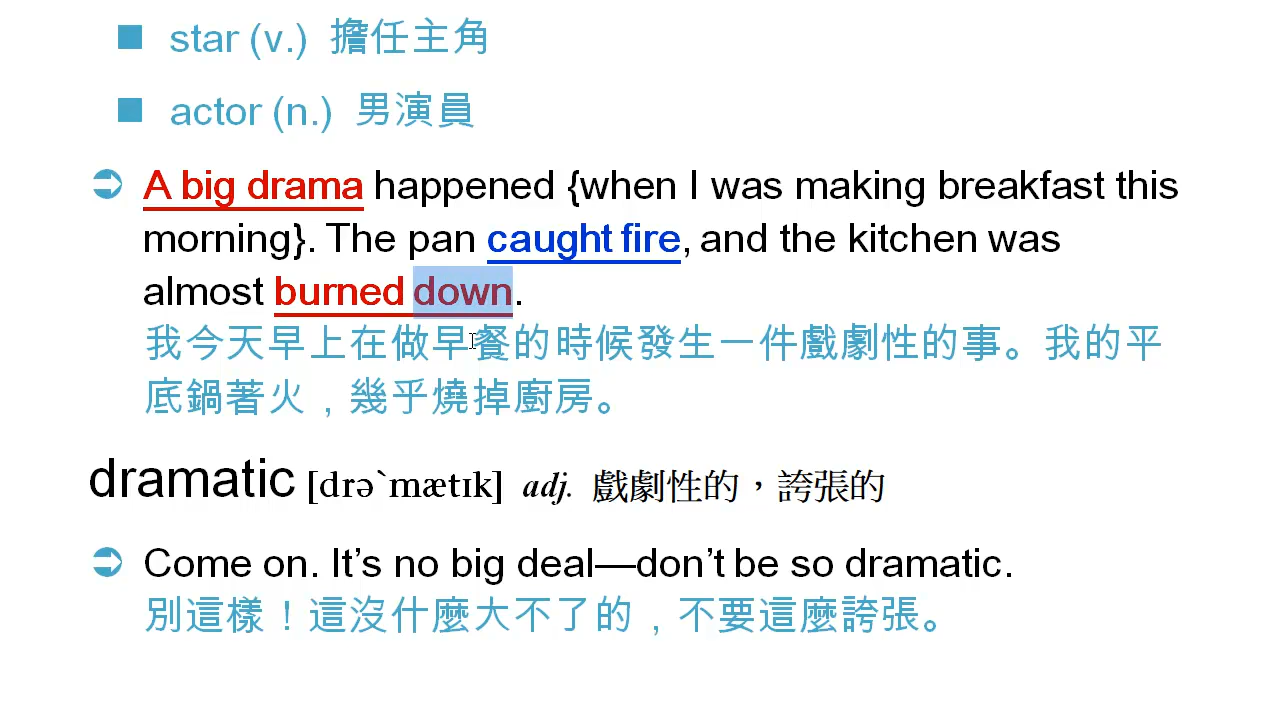 star (v.) 擔任主角
actor (n.) 男演員
A big drama happened {when I was making breakfast this
morning}. The pan caught fire, and the kitchen was
almost burned down.
我今天早上在做早餐的時候發生一件戲劇性的事。我的平
底鍋著火，幾乎燒掉廚房。
dramatic [drə`mætɪk] adj. 戲劇性的，誇張的
Come on. It’s no big deal—don’t be so dramatic.
別這樣！這沒什麼大不了的，不要這麼誇張。